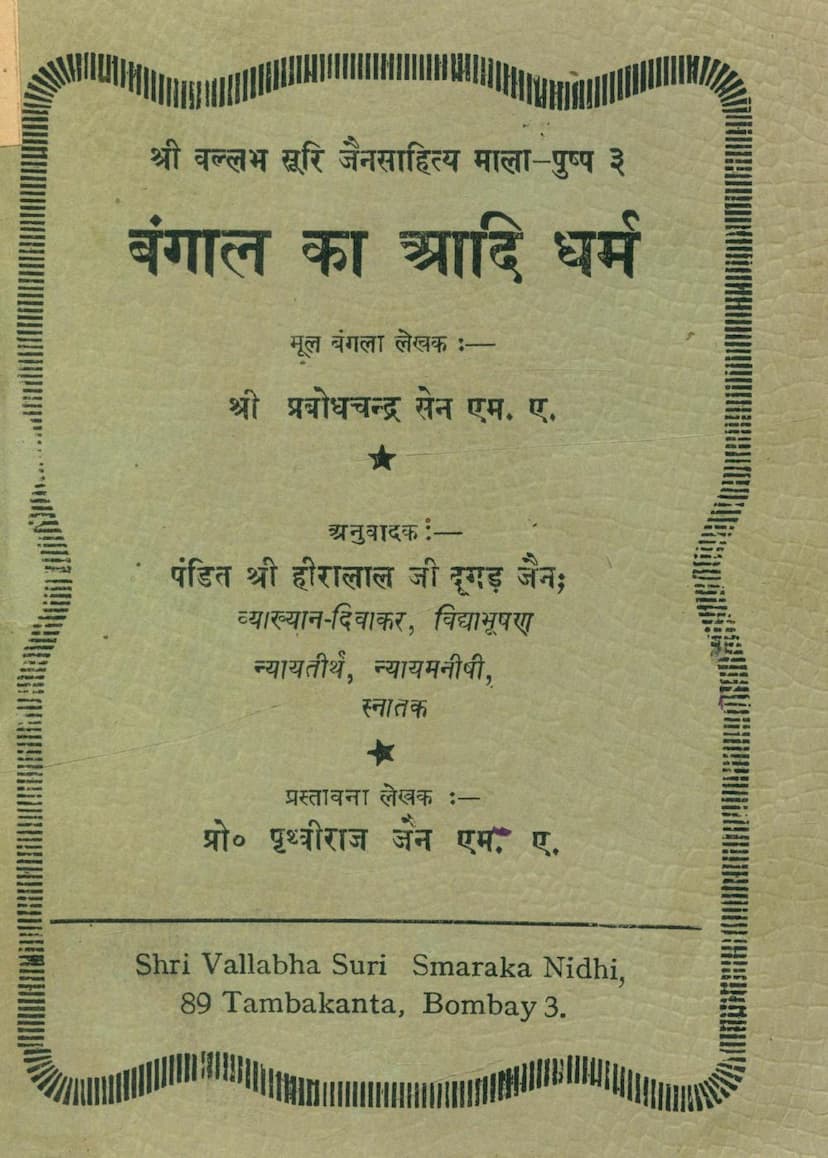 श्री वल्लभ सूरि जैनसाहित्य माला-पुष्प ३
बंगाल का आदि धर्म
मूल बंगला लेखक :—
श्री प्रबोधचन्द्र सेन एम. ए.
★
अनुवादक :—
पंडित श्री हीरालाल जी दूगड़ जैन;
व्याख्यान-दिवाकर, विद्याभूषण
न्यायतीर्थ, न्यायमनीषी,
स्नातक
★
प्रस्तावना लेखक :—
प्रो० पृथ्वीराज जैन एम. ए.
Shri Vallabha Suri Smaraka Nidhi,
89 Tambakanta, Bombay 3.